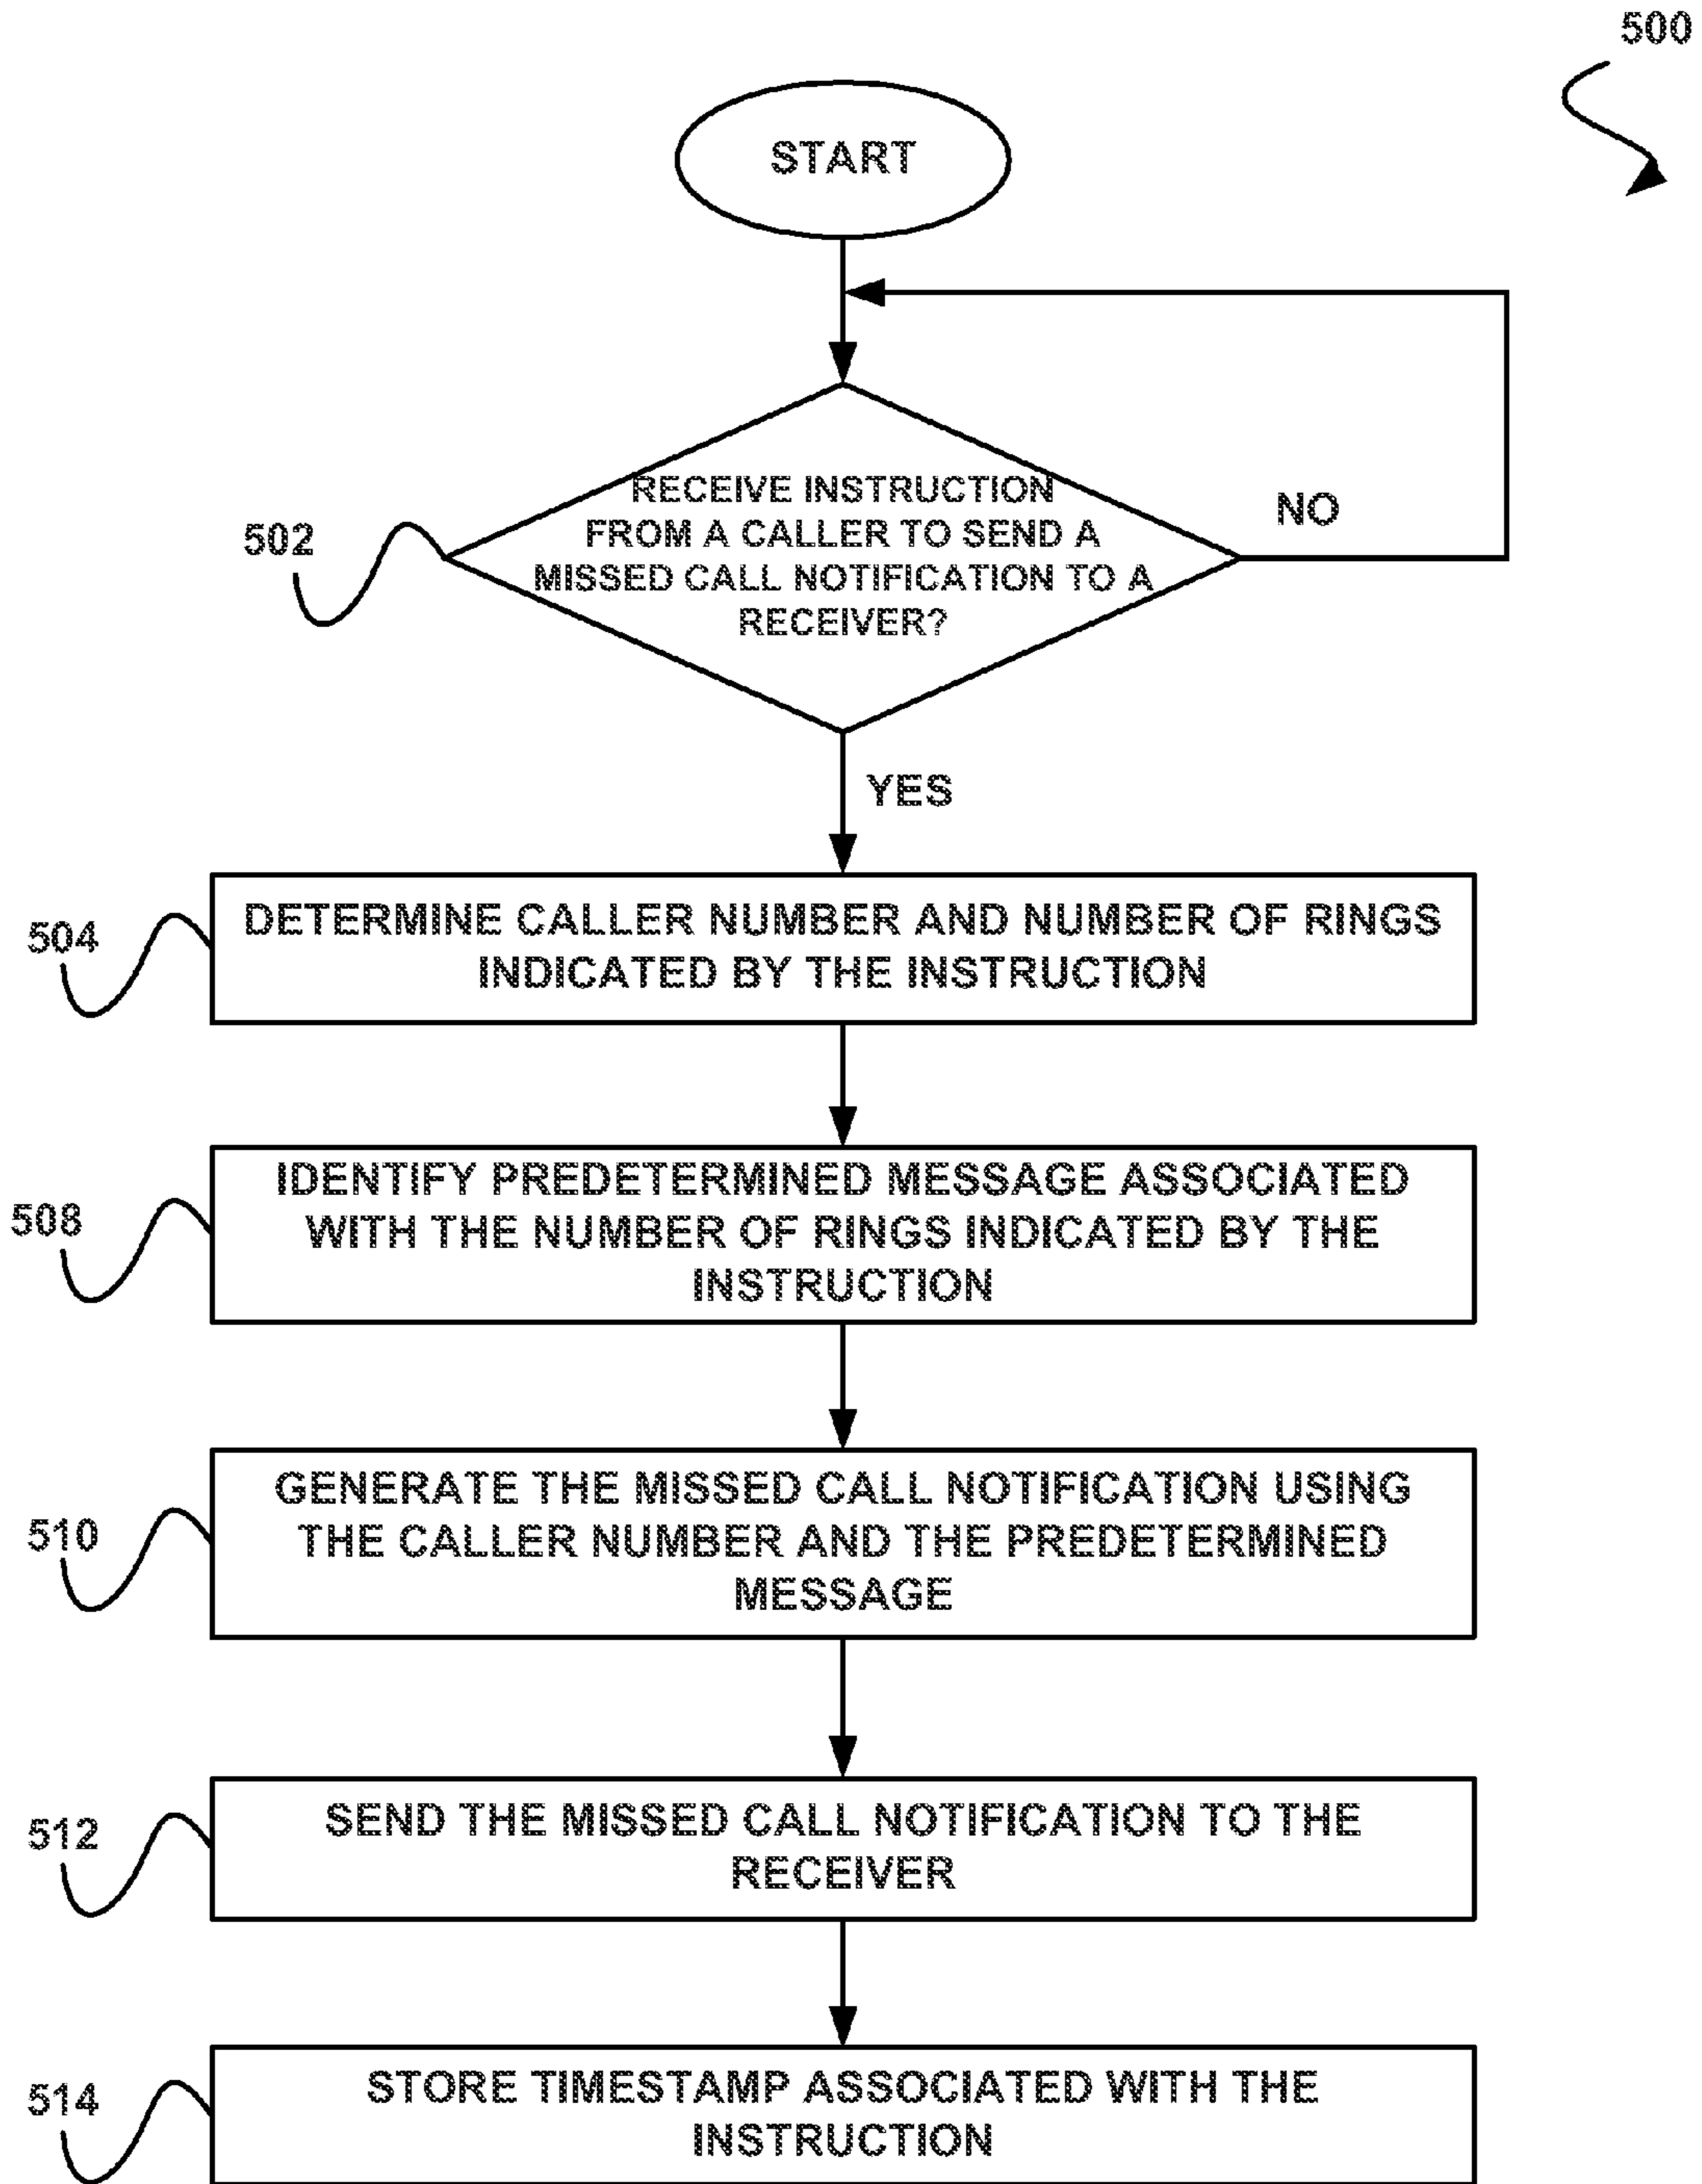 500
START
RECEIVE INSTRUCTION
FROM A CALLER TO SEND A
MISSED CALL NOTIFICATION TO A
RECEIVER?
NO
502
YES
504
DETERMINE CALLER NUMBER AND NUMBER OF RINGS
INDICATED BY THE INSTRUCTION
508
IDENTIFY PREDETERMINED MESSAGE ASSOCIATED
WITH THE NUMBER OF RINGS INDICATED BY THE
INSTRUCTION
510
GENERATE THE MISSED CALL NOTIFICATION USING
THE CALLER NUMBER AND THE PREDETERMINED
MESSAGE
512
SEND THE MISSED CALL NOTIFICATION TO THE
RECEIVER
514
STORE TIMESTAMP ASSOCIATED WITH THE
INSTRUCTION